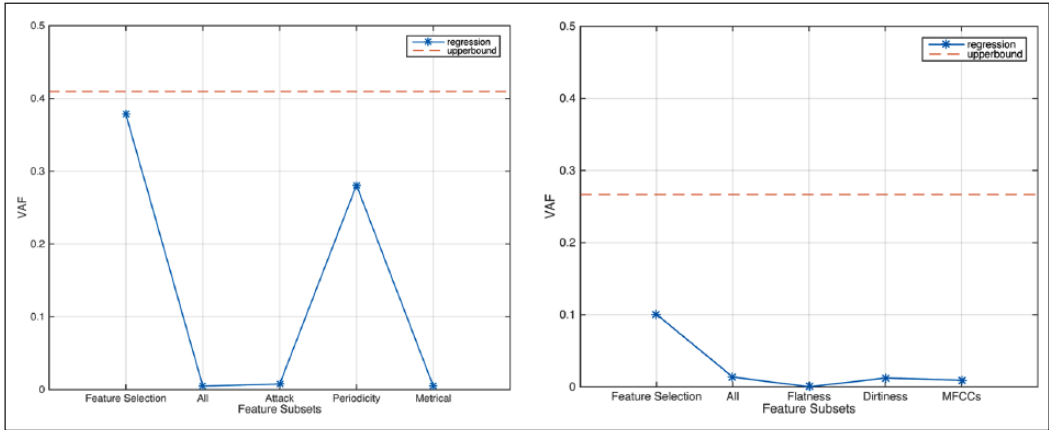 0.5
regression
upperbound
0.4
0.3
VAF
0.2
0.1
0
Feature Selection All Attack Periodicity Metrical
Feature Subsets
0.5
regression
upperbound
0.4
0.3
VAF
0.2
0.1
0
Feature Selection All Flatness Dirtiness MFCCs
Feature Subsets